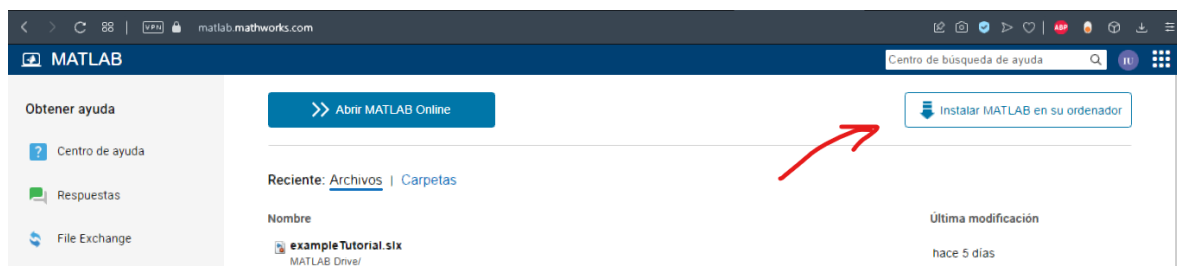 VPN matlab.mathworks.com ABP
MATLAB Centro de búsqueda de ayuda IU
Obtener ayuda
Abrir MATLAB Online
Instalar MATLAB en su ordenador
? Centro de ayuda
Respuestas
File Exchange
Reciente: Archivos | Carpetas
Nombre
Última modificación
exampleTutorial.slx
hace 5 días
MATLAB Drive/